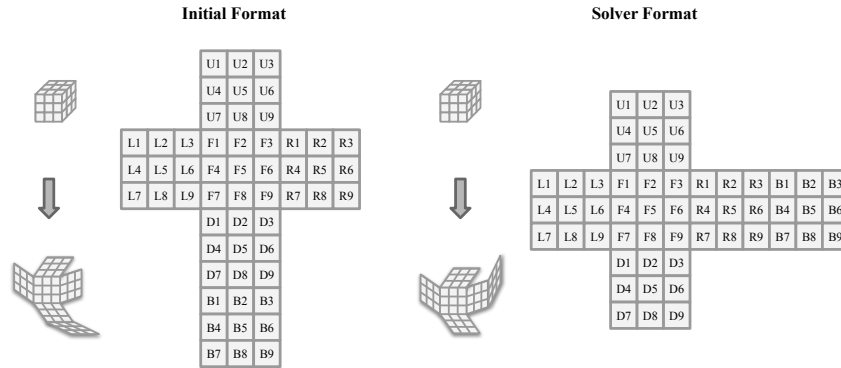 Initial Format
U1 U2 U3
U4 U5 U6
U7 U8 U9
L1 L2 L3 F1 F2 F3 R1 R2 R3
L4 L5 L6 F4 F5 F6 R4 R5 R6
L7 L8 L9 F7 F8 F9 R7 R8 R9
D1 D2 D3
D4 D5 D6
D7 D8 D9
B1 B2 B3
B4 B5 B6
B7 B8 B9
Solver Format
U1 U2 U3
U4 U5 U6
U7 U8 U9
L1 L2 L3 F1 F2 F3 R1 R2 R3 B1 B2 B3
L4 L5 L6 F4 F5 F6 R4 R5 R6 B4 B5 B6
L7 L8 L9 F7 F8 F9 R7 R8 R9 B7 B8 B9
D1 D2 D3
D4 D5 D6
D7 D8 D9